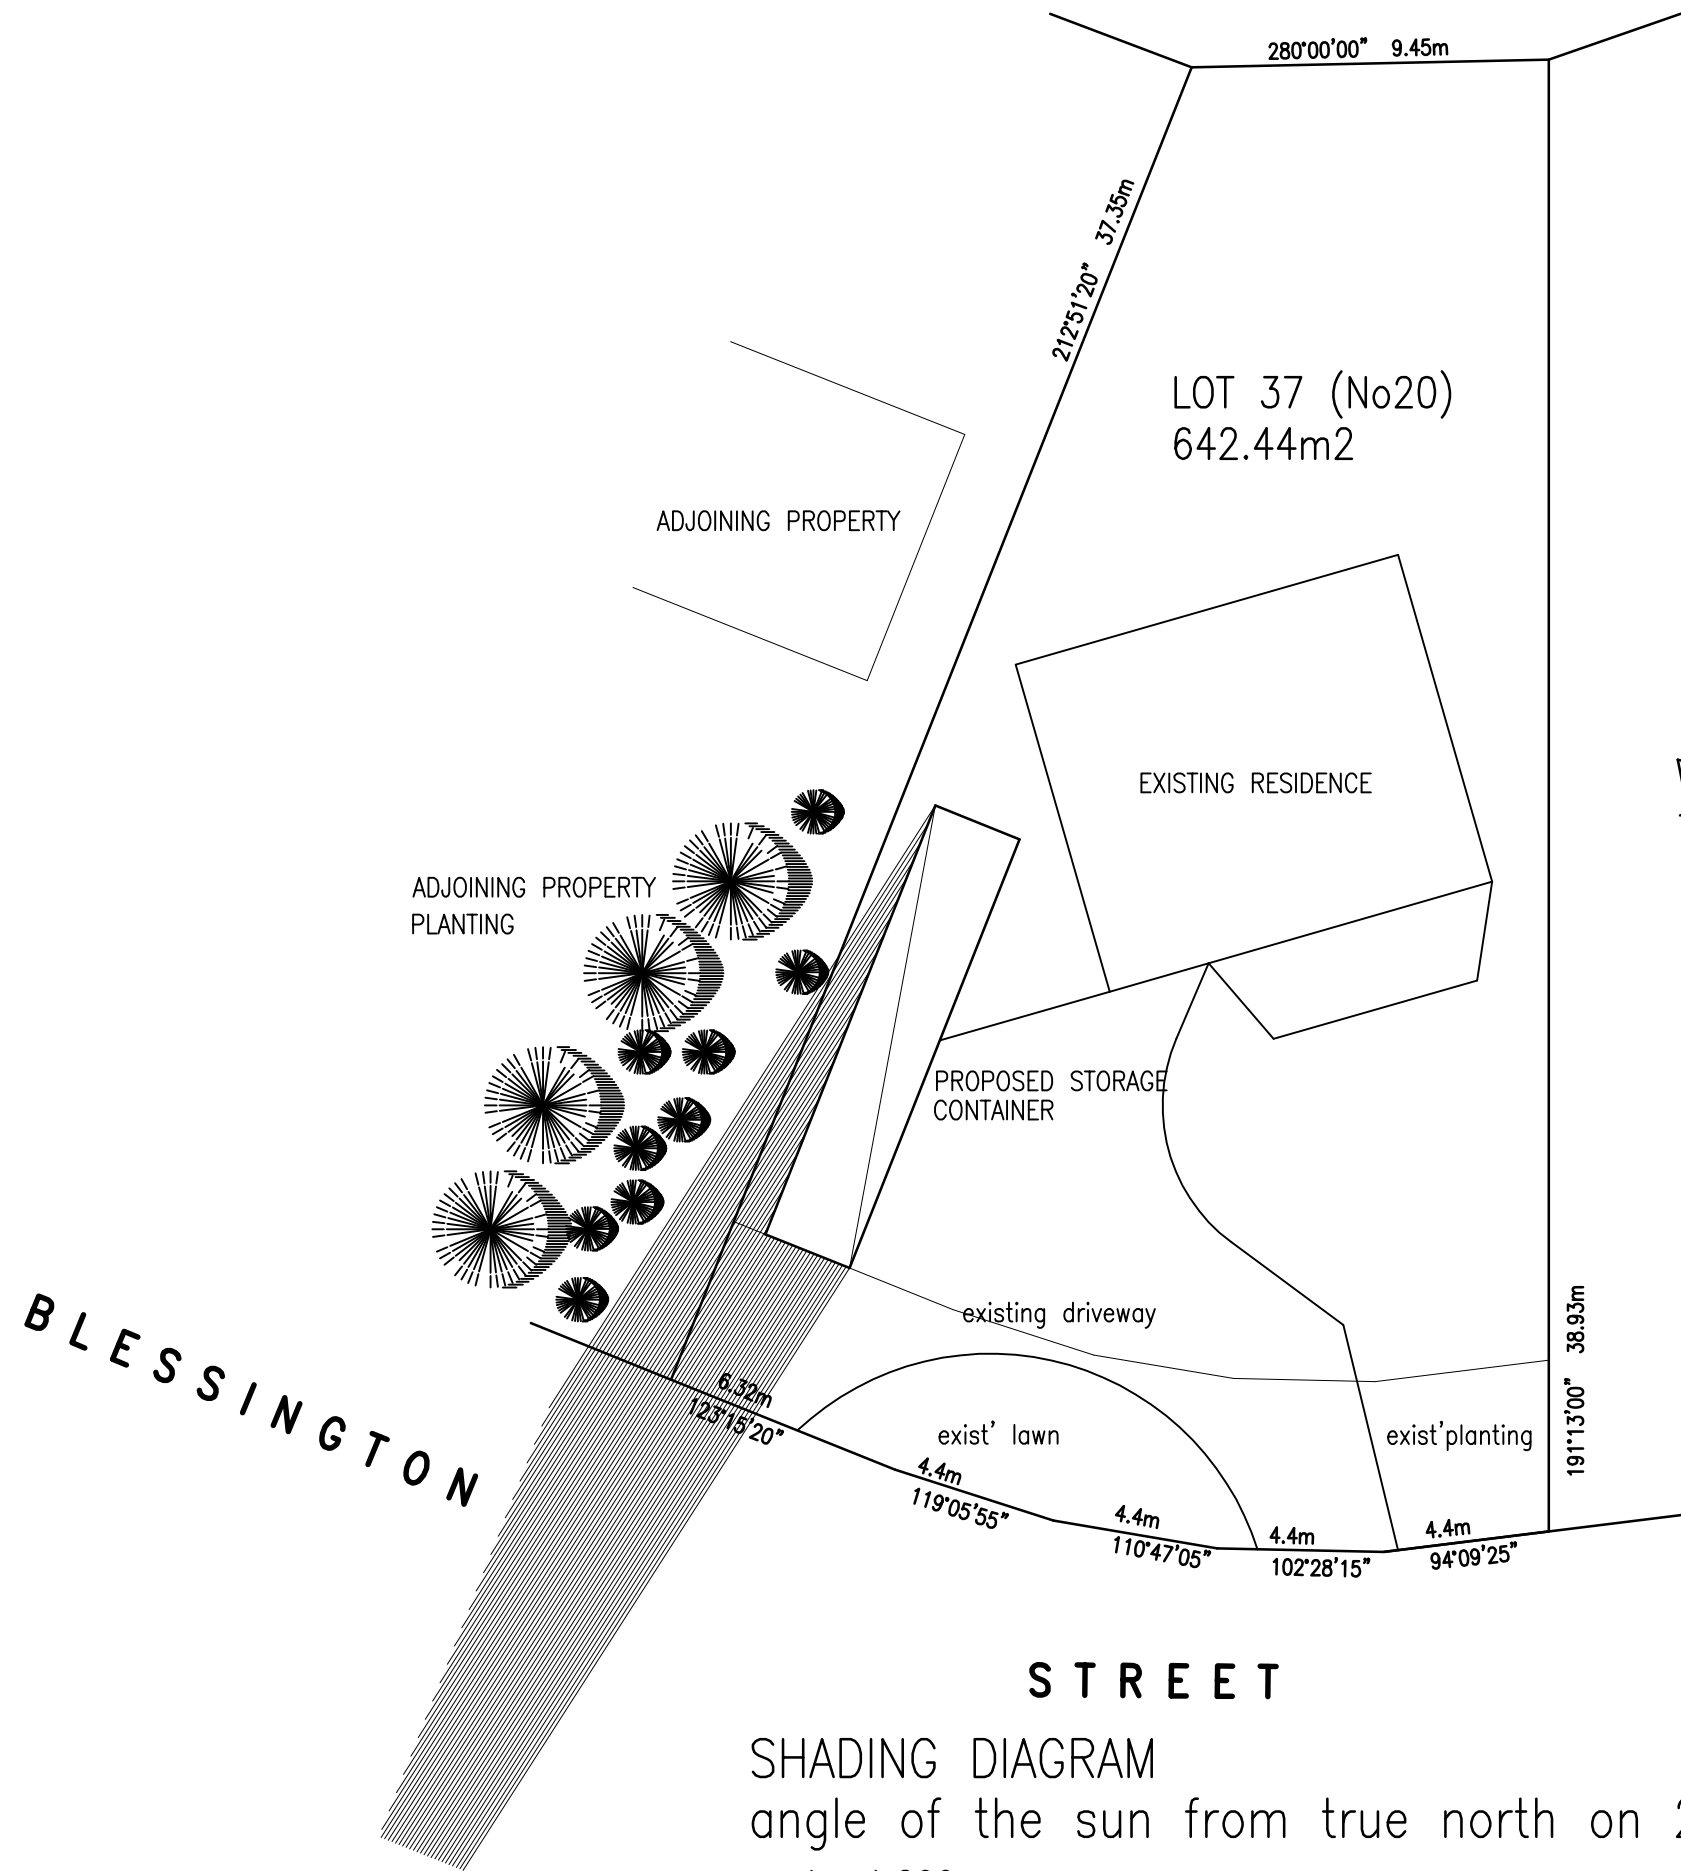 280°00'00" 9.45m
212°51'20" 37.35m
LOT 37 (No20)
642.44m2
ADJOINING PROPERTY
EXISTING RESIDENCE
ADJOINING PROPERTY
PLANTING
PROPOSED STORAGE
CONTAINER
existing driveway
191°13'00" 38.93m
6.32m
123°15'20"
exist' lawn
exist'planting
4.4m
119°05'55"
4.4m
110°47'05"
4.4m
102°28'15"
4.4m
94°09'25"
BLESSINGTON
STREET
SHADING DIAGRAM
angle of the sun from true north on